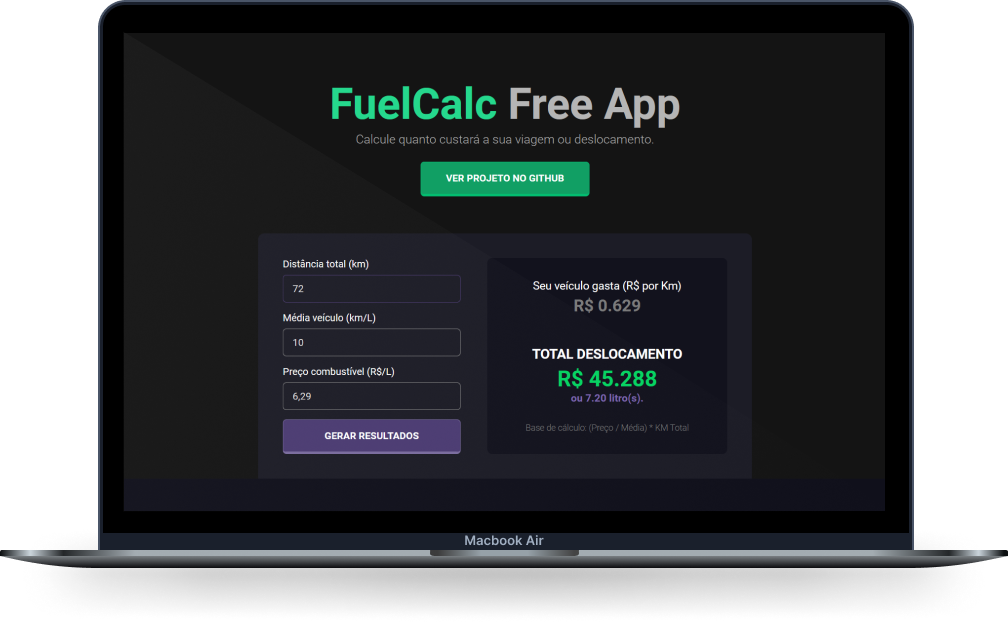 FuelCalc Free App
Calcule quanto custará a sua viagem ou deslocamento.
VER PROJETO NO GITHUB
Distância total (km)
72
Média veículo (km/L)
10
Preço combustível (R$/L)
6,29
GERAR RESULTADOS
Seu veículo gasta (R$ por Km)
R$ 0.629
TOTAL DESLOCAMENTO
R$ 45.288
ou 7.20 litro(s).
Base de cálculo: (Preço / Média) * KM Total
Macbook Air